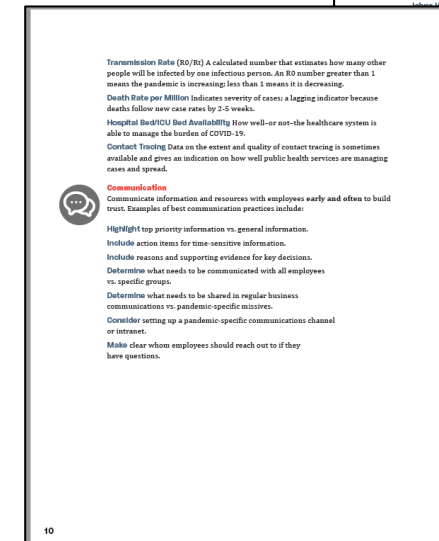 Transmission Rate (R0/Rt) A calculated number that estimates how many other
people will be infected by one infectious person. An R0 number greater than 1
means the pandemic is increasing; less than 1 means it is decreasing.
Death Rate per Million Indicates severity of cases; a lagging indicator because
deaths follow new case rates by 2-5 weeks.
Hospital Bed/ICU Bed Availability How well–or not–the healthcare system is
able to manage the burden of COVID-19.
Contact Tracing Data on the extent and quality of contact tracing is sometimes
available and gives an indication on how well public health services are managing
cases and spread.
Communication
Communicate information and resources with employees early and often to build
trust. Examples of best communication practices include:
Highlight top priority information vs. general information.
Include action items for time-sensitive information.
Include reasons and supporting evidence for key decisions.
Determine what needs to be communicated with all employees
vs. specific groups.
Determine what needs to be shared in regular business
communications vs. pandemic-specific missives.
Consider setting up a pandemic-specific communications channel
or intranet.
Make clear whom employees should reach out to if they
have questions.
10